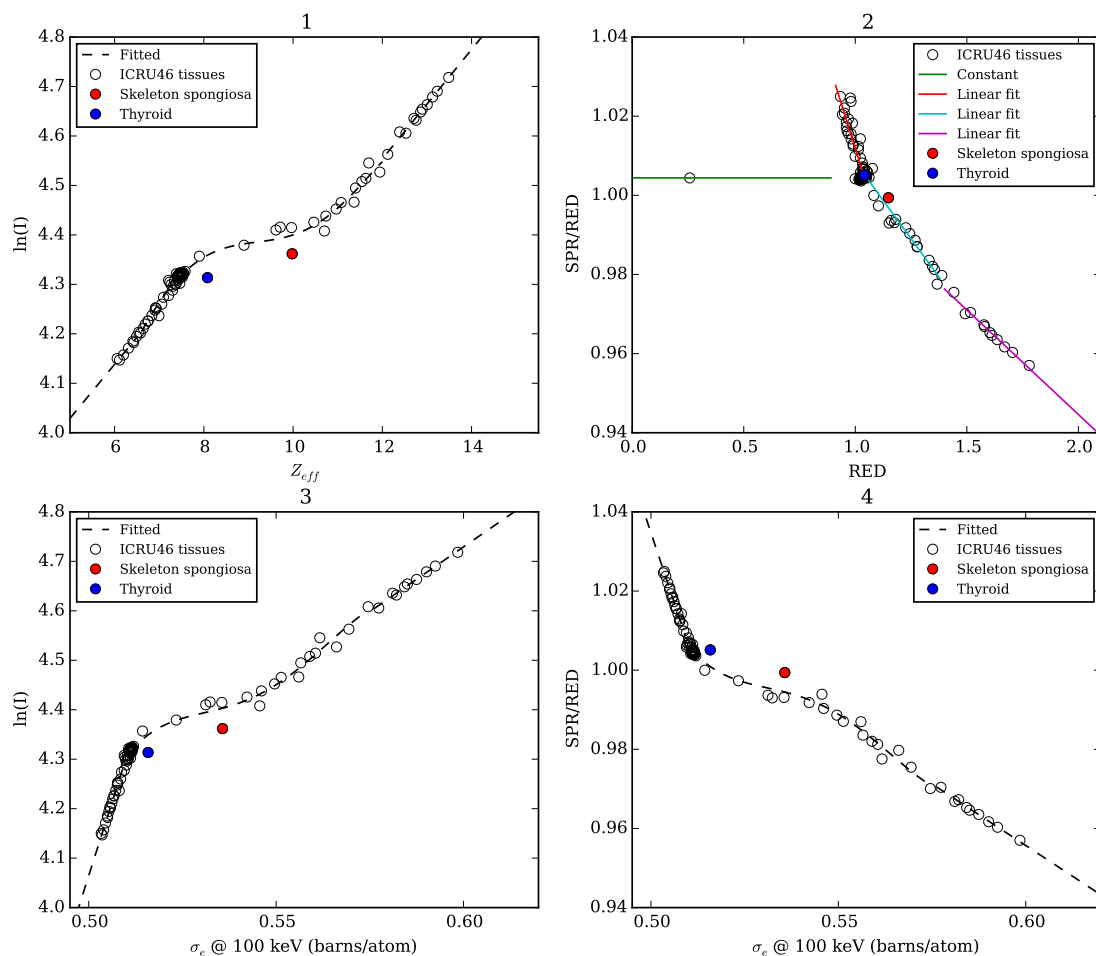 1
4.8
4.7
4.6
4.5
4.4
4.3
4.2
4.1
4.0
ln(I)
6 8 10 12 14
Z_eff
Fitted
ICRU46 tissues
Skeleton spongiosa
Thyroid
2
1.04
1.02
1.00
0.98
0.96
0.94
SPR/RED
0.0 0.5 1.0 1.5 2.0
RED
ICRU46 tissues
Constant
Linear fit
Linear fit
Linear fit
Skeleton spongiosa
Thyroid
3
4.8
4.7
4.6
4.5
4.4
4.3
4.2
4.1
4.0
ln(I)
0.50 0.55 0.60
σ_e @ 100 keV (barns/atom)
Fitted
ICRU46 tissues
Skeleton spongiosa
Thyroid
4
1.04
1.02
1.00
0.98
0.96
0.94
SPR/RED
0.50 0.55 0.60
σ_e @ 100 keV (barns/atom)
Fitted
ICRU46 tissues
Skeleton spongiosa
Thyroid